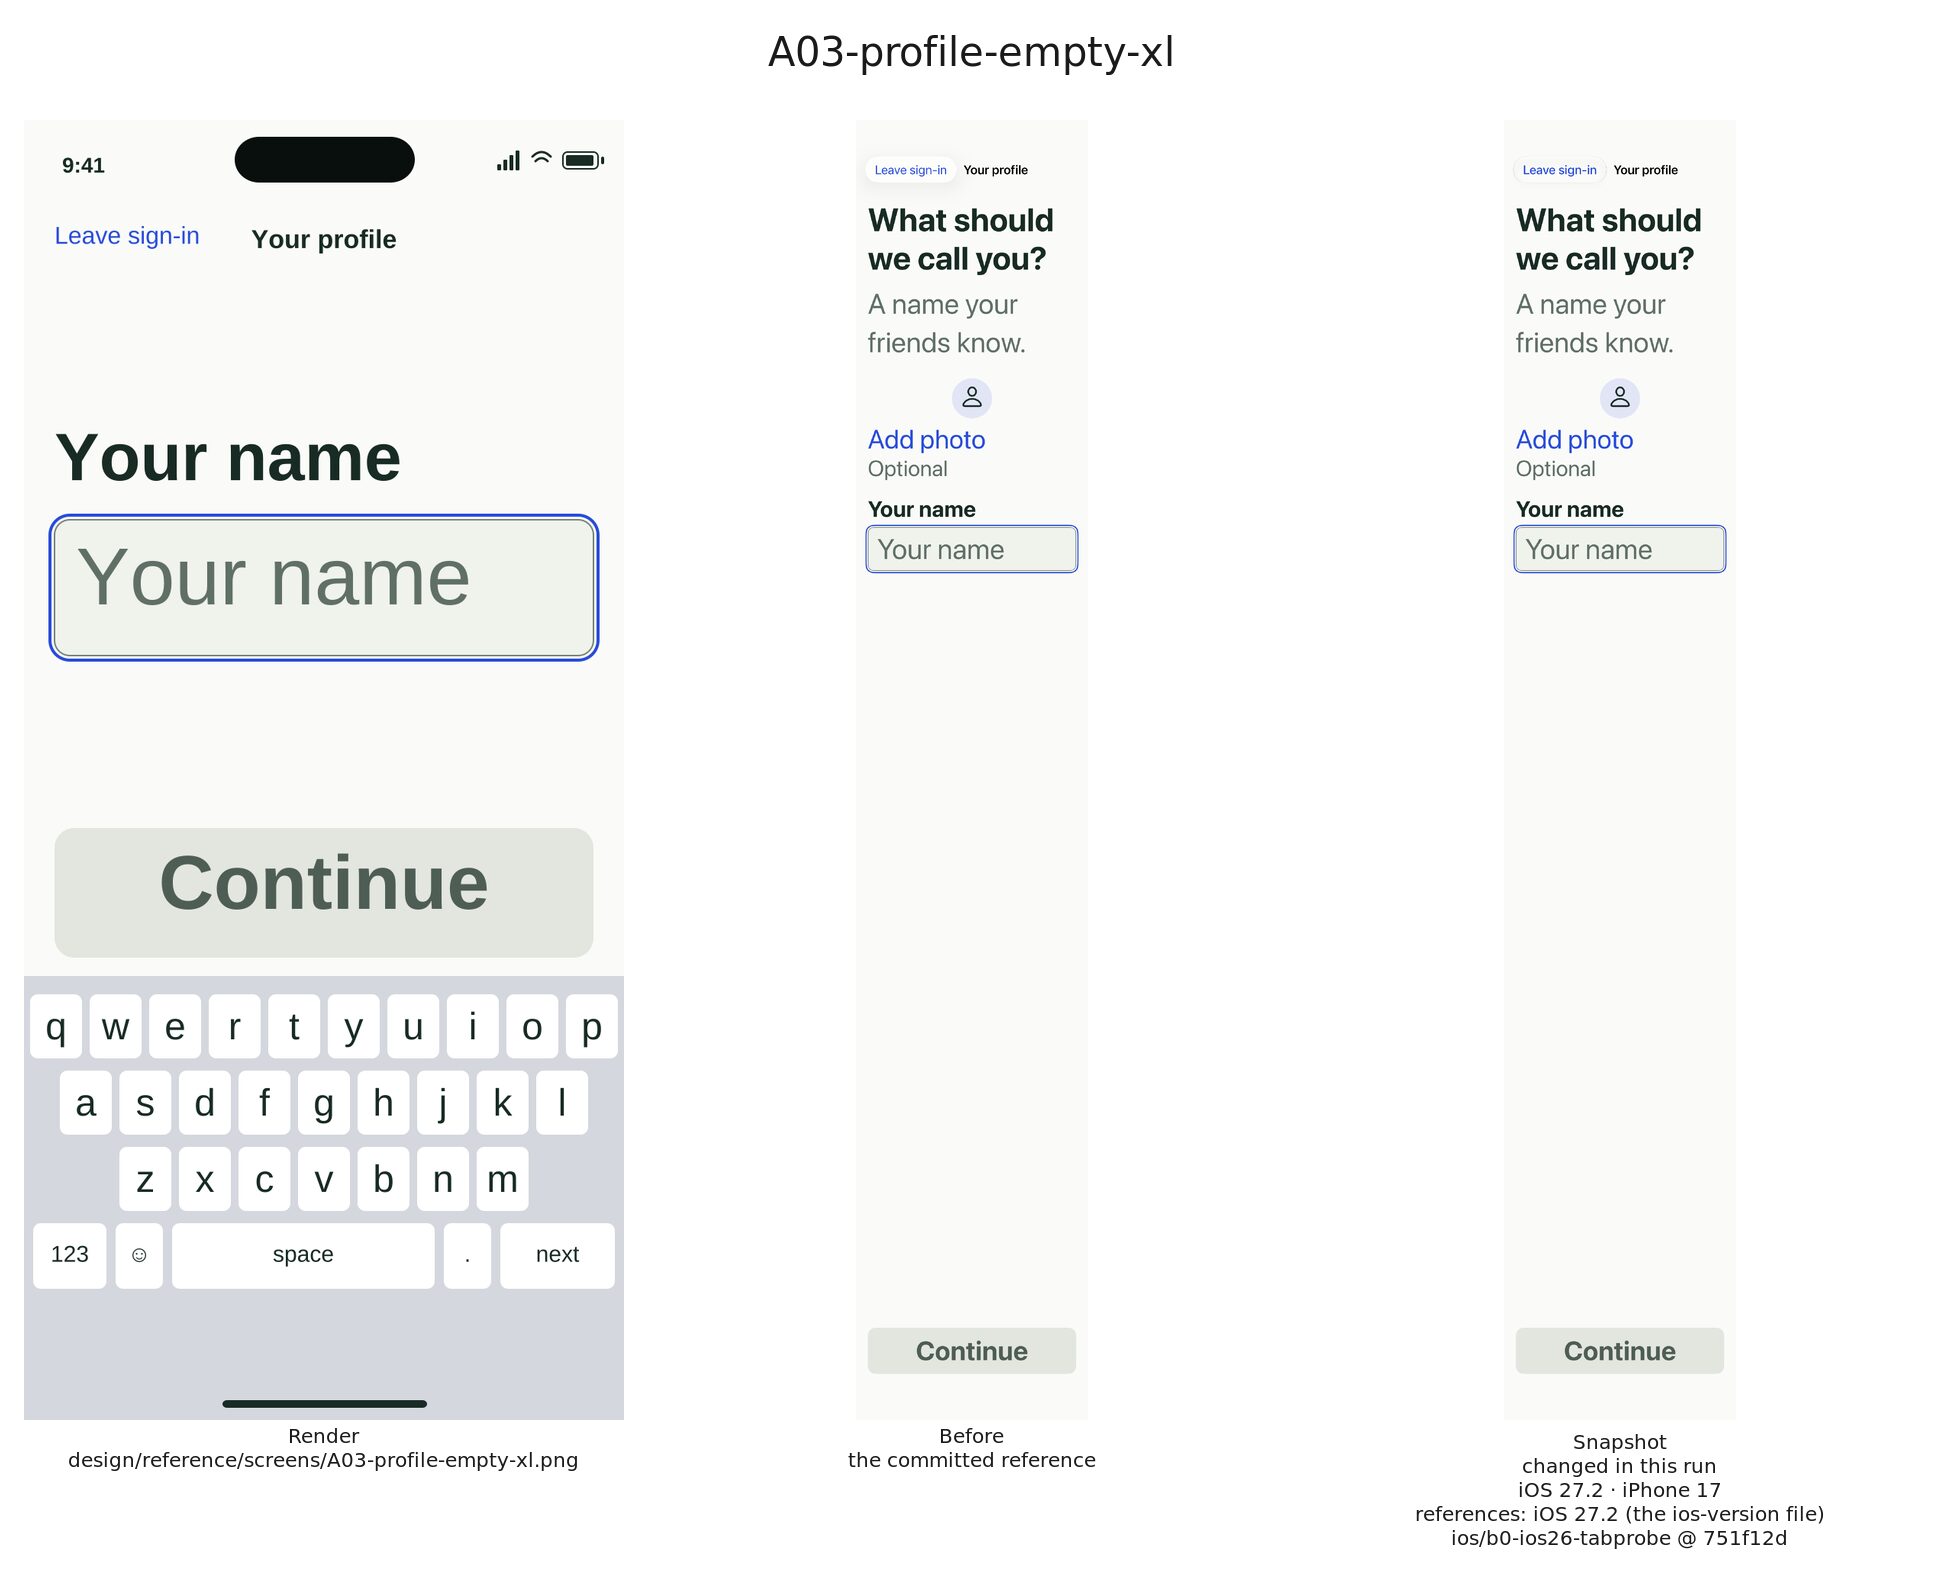 A03-profile-empty-xl
9:41
Leave sign-in
Your profile
Your name
Your name
Continue
q w e r t y u i o p
a s d f g h j k l
z x c v b n m
123 ☺ space . next
Render
design/reference/screens/A03-profile-empty-xl.png
Leave sign-in
Your profile
What should
we call you?
A name your
friends know.
Add photo
Optional
Your name
Your name
Continue
Before
the committed reference
Leave sign-in
Your profile
What should
we call you?
A name your
friends know.
Add photo
Optional
Your name
Your name
Continue
Snapshot
changed in this run
iOS 27.2 · iPhone 17
references: iOS 27.2 (the ios-version file)
ios/b0-ios26-tabprobe @ 751f12d